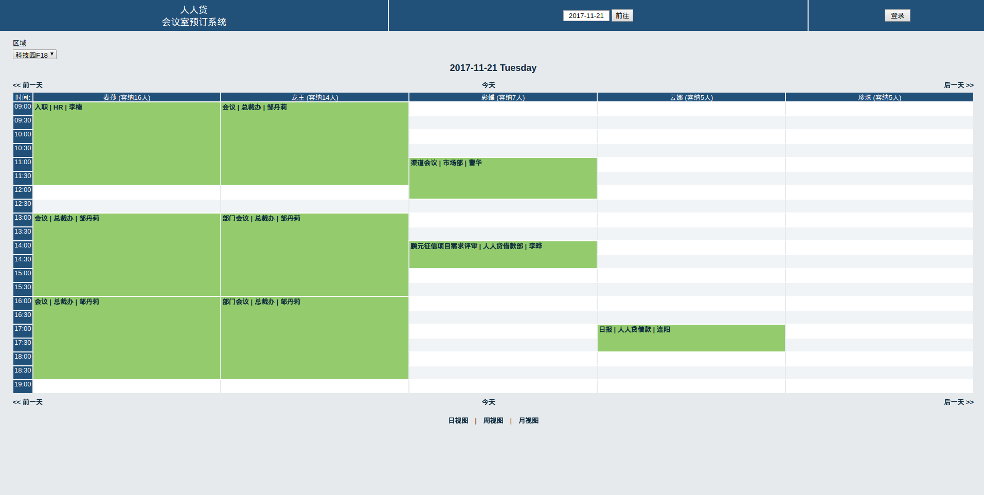 人人贷
会议室预订系统
2017-11-21 前往
登录
区域
科技园F18
2017-11-21 Tuesday
<< 前一天 今天 后一天 >>
时间: (容纳16人) 龙王 (容纳14人) 彩蝶 (容纳7人) 云娜 (容纳5人) (容纳5人)
09:00 入职 | HR | 李楠 会议 | 总裁办 | 邹丹莉
09:30
10:00
10:30
11:00 渠道会议 | 市场部 | 曹华
11:30
12:00
12:30
13:00 会议 | 总裁办 | 邹丹莉 部门会议 | 总裁办 | 邹丹莉
13:30
14:00 鹏元征信项目需求评审 | 人人贷借款部 | 李晔
14:30
15:00
15:30
16:00 会议 | 总裁办 | 邹丹莉 部门会议 | 总裁办 | 邹丹莉
16:30
17:00 日报 | 人人贷借款 | 连阳
17:30
18:00
18:30
19:00
<< 前一天 今天 后一天 >>
日视图 | 周视图 | 月视图